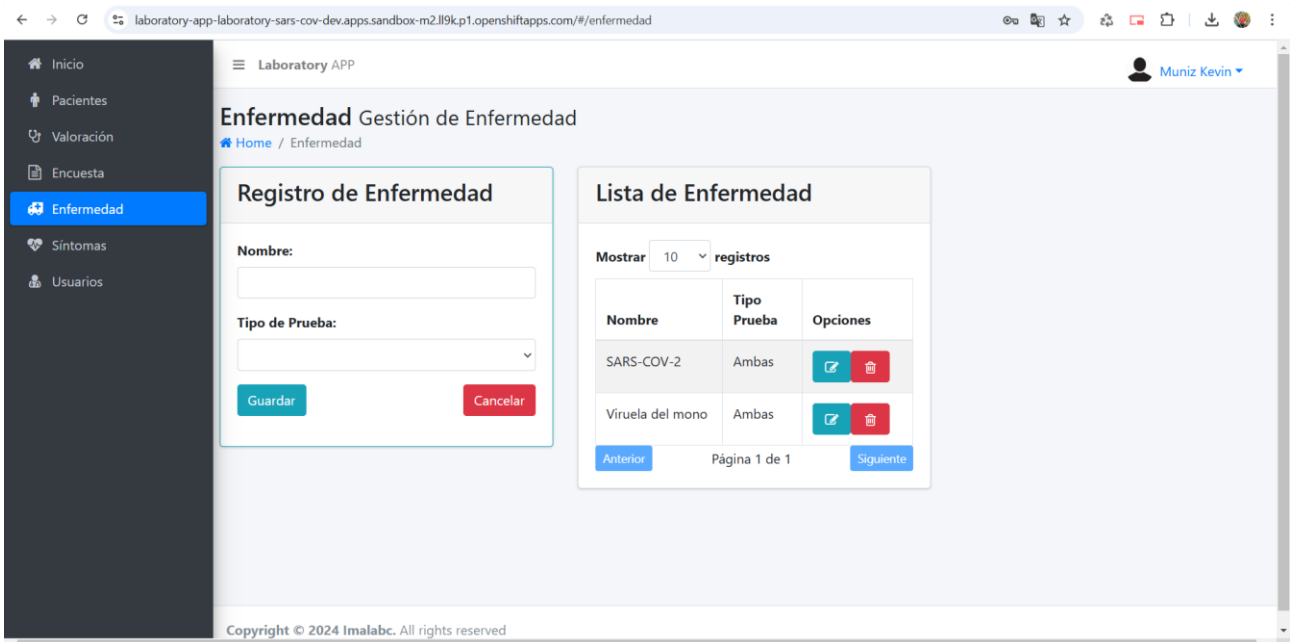 laboratory-app-laboratory-sars-cov-dev.apps.sandbox-m2.ll9k.p1.openshiftapps.com/#/enfermedad
Inicio
Pacientes
Valoración
Encuesta
Enfermedad
Síntomas
Usuarios
Laboratory APP
Muniz Kevin
Enfermedad Gestión de Enfermedad
Home / Enfermedad
Registro de Enfermedad
Nombre:
Tipo de Prueba:
Guardar Cancelar
Lista de Enfermedad
Mostrar 10 registros
Nombre Tipo Prueba Opciones
SARS-COV-2 Ambas
Viruela del mono Ambas
Anterior Página 1 de 1 Siguiente
Copyright © 2024 Imalabc. All rights reserved